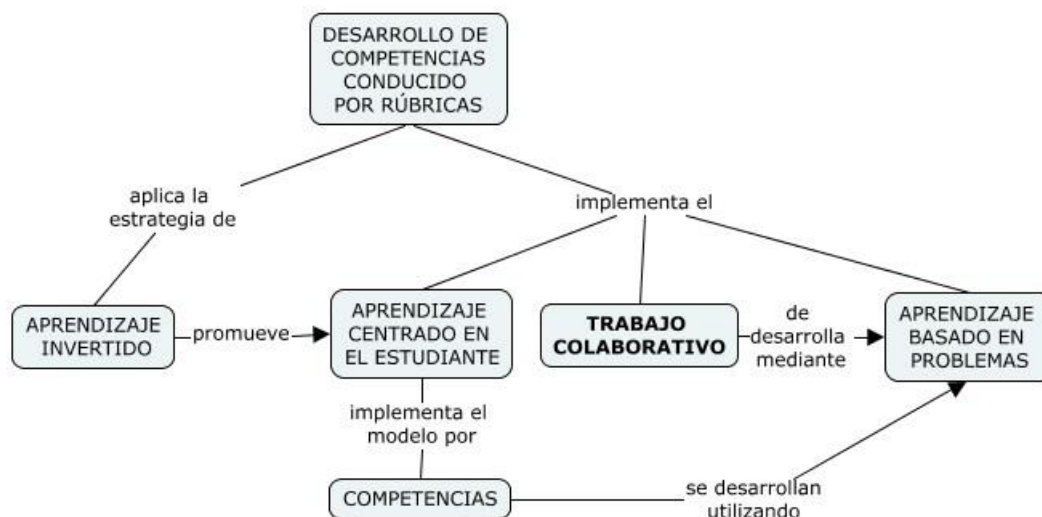 DESARROLLO DE
COMPETENCIAS
CONDUCIDO
POR RÚBRICAS
aplica la
estrategia de
implementa el
APRENDIZAJE
INVERTIDO
promueve
APRENDIZAJE
CENTRADO EN
EL ESTUDIANTE
TRABAJO
COLABORATIVO
de
desarrolla
mediante
APRENDIZAJE
BASADO EN
PROBLEMAS
implementa el
modelo por
COMPETENCIAS
se desarrollan
utilizando